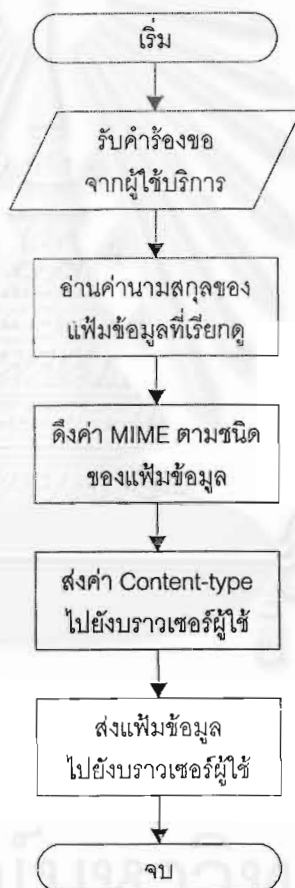 เริ่ม
รับคำร้องขอ
จากผู้ใช้บริการ
อ่านค่านามสกุลของ
แฟ้มข้อมูลที่เรียกดู
ดึงค่า MIME ตามชนิด
ของแฟ้มข้อมูล
ส่งค่า Content-type
ไปยังบราวเซอร์ผู้ใช้
ส่งแฟ้มข้อมูล
ไปยังบราวเซอร์ผู้ใช้
จบ